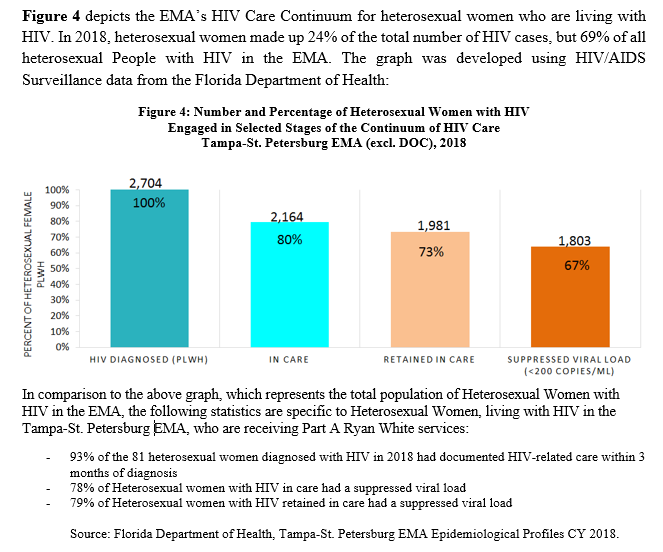 Figure 4 depicts the EMA's HIV Care Continuum for heterosexual women who are living with
HIV. In 2018, heterosexual women made up 24% of the total number of HIV cases, but 69% of all
heterosexual People with HIV in the EMA. The graph was developed using HIV/AIDS
Surveillance data from the Florida Department of Health:
Figure 4: Number and Percentage of Heterosexual Women with HIV
Engaged in Selected Stages of the Continuum of HIV Care
Tampa-St. Petersburg EMA (excl. DOC), 2018
PERCENT OF HETEROSEXUAL FEMALE
PLWH
100%
90%
80%
70%
60%
50%
40%
30%
20%
10%
0%
2,704
100%
2,164
80%
1,981
73%
1,803
67%
HIV DIAGNOSED (PLWH)
IN CARE
RETAINED IN CARE
SUPPRESSED VIRAL LOAD
(<200 COPIES/ML)
In comparison to the above graph, which represents the total population of Heterosexual Women with
HIV in the EMA, the following statistics are specific to Heterosexual Women, living with HIV in the
Tampa-St. Petersburg EMA, who are receiving Part A Ryan White services:
- 93% of the 81 heterosexual women diagnosed with HIV in 2018 had documented HIV-related care within 3
months of diagnosis
- 78% of Heterosexual women with HIV in care had a suppressed viral load
- 79% of Heterosexual women with HIV retained in care had a suppressed viral load
Source: Florida Department of Health, Tampa-St. Petersburg EMA Epidemiological Profiles CY 2018.